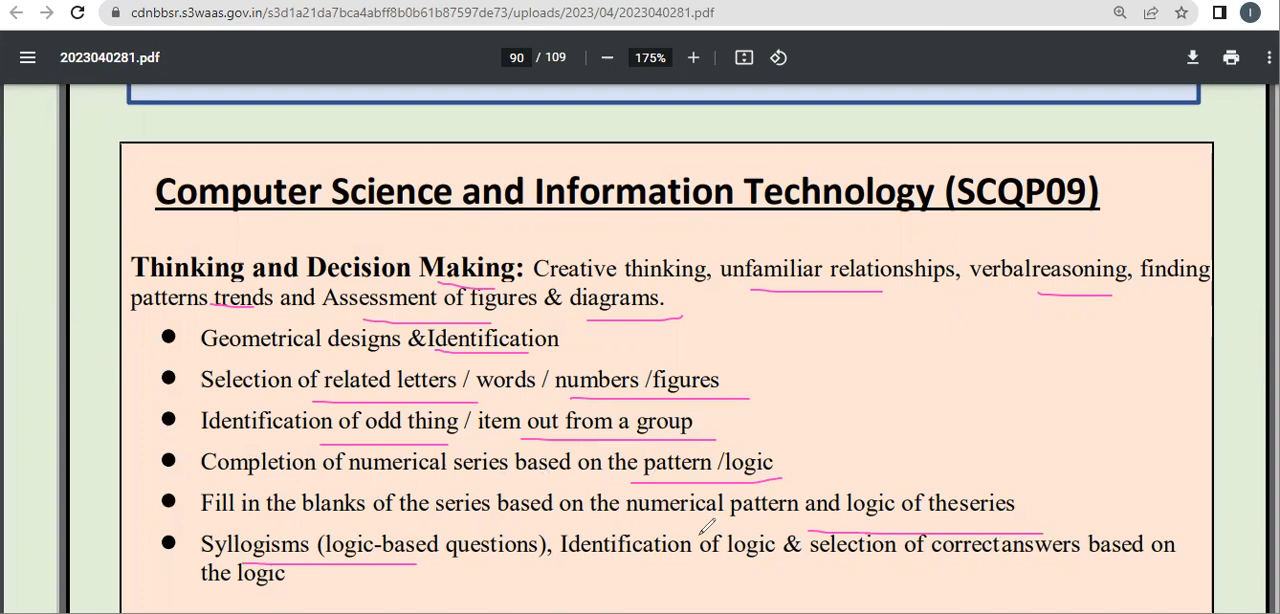 cdnbbsr.s3waas.gov.in/s3d1a21da7bca4abff8b0b61b87597de73/uploads/2023/04/2023040281.pdf
I
2023040281.pdf
90 / 109
175%
Computer Science and Information Technology (SCQP09)
Thinking and Decision Making: Creative thinking, unfamiliar relationships, verbalreasoning, finding
patterns trends and Assessment of figures & diagrams.
● Geometrical designs &Identification
● Selection of related letters / words / numbers /figures
● Identification of odd thing / item out from a group
● Completion of numerical series based on the pattern /logic
● Fill in the blanks of the series based on the numerical pattern and logic of theseries
● Syllogisms (logic-based questions), Identification of logic & selection of correctanswers based on
the logic